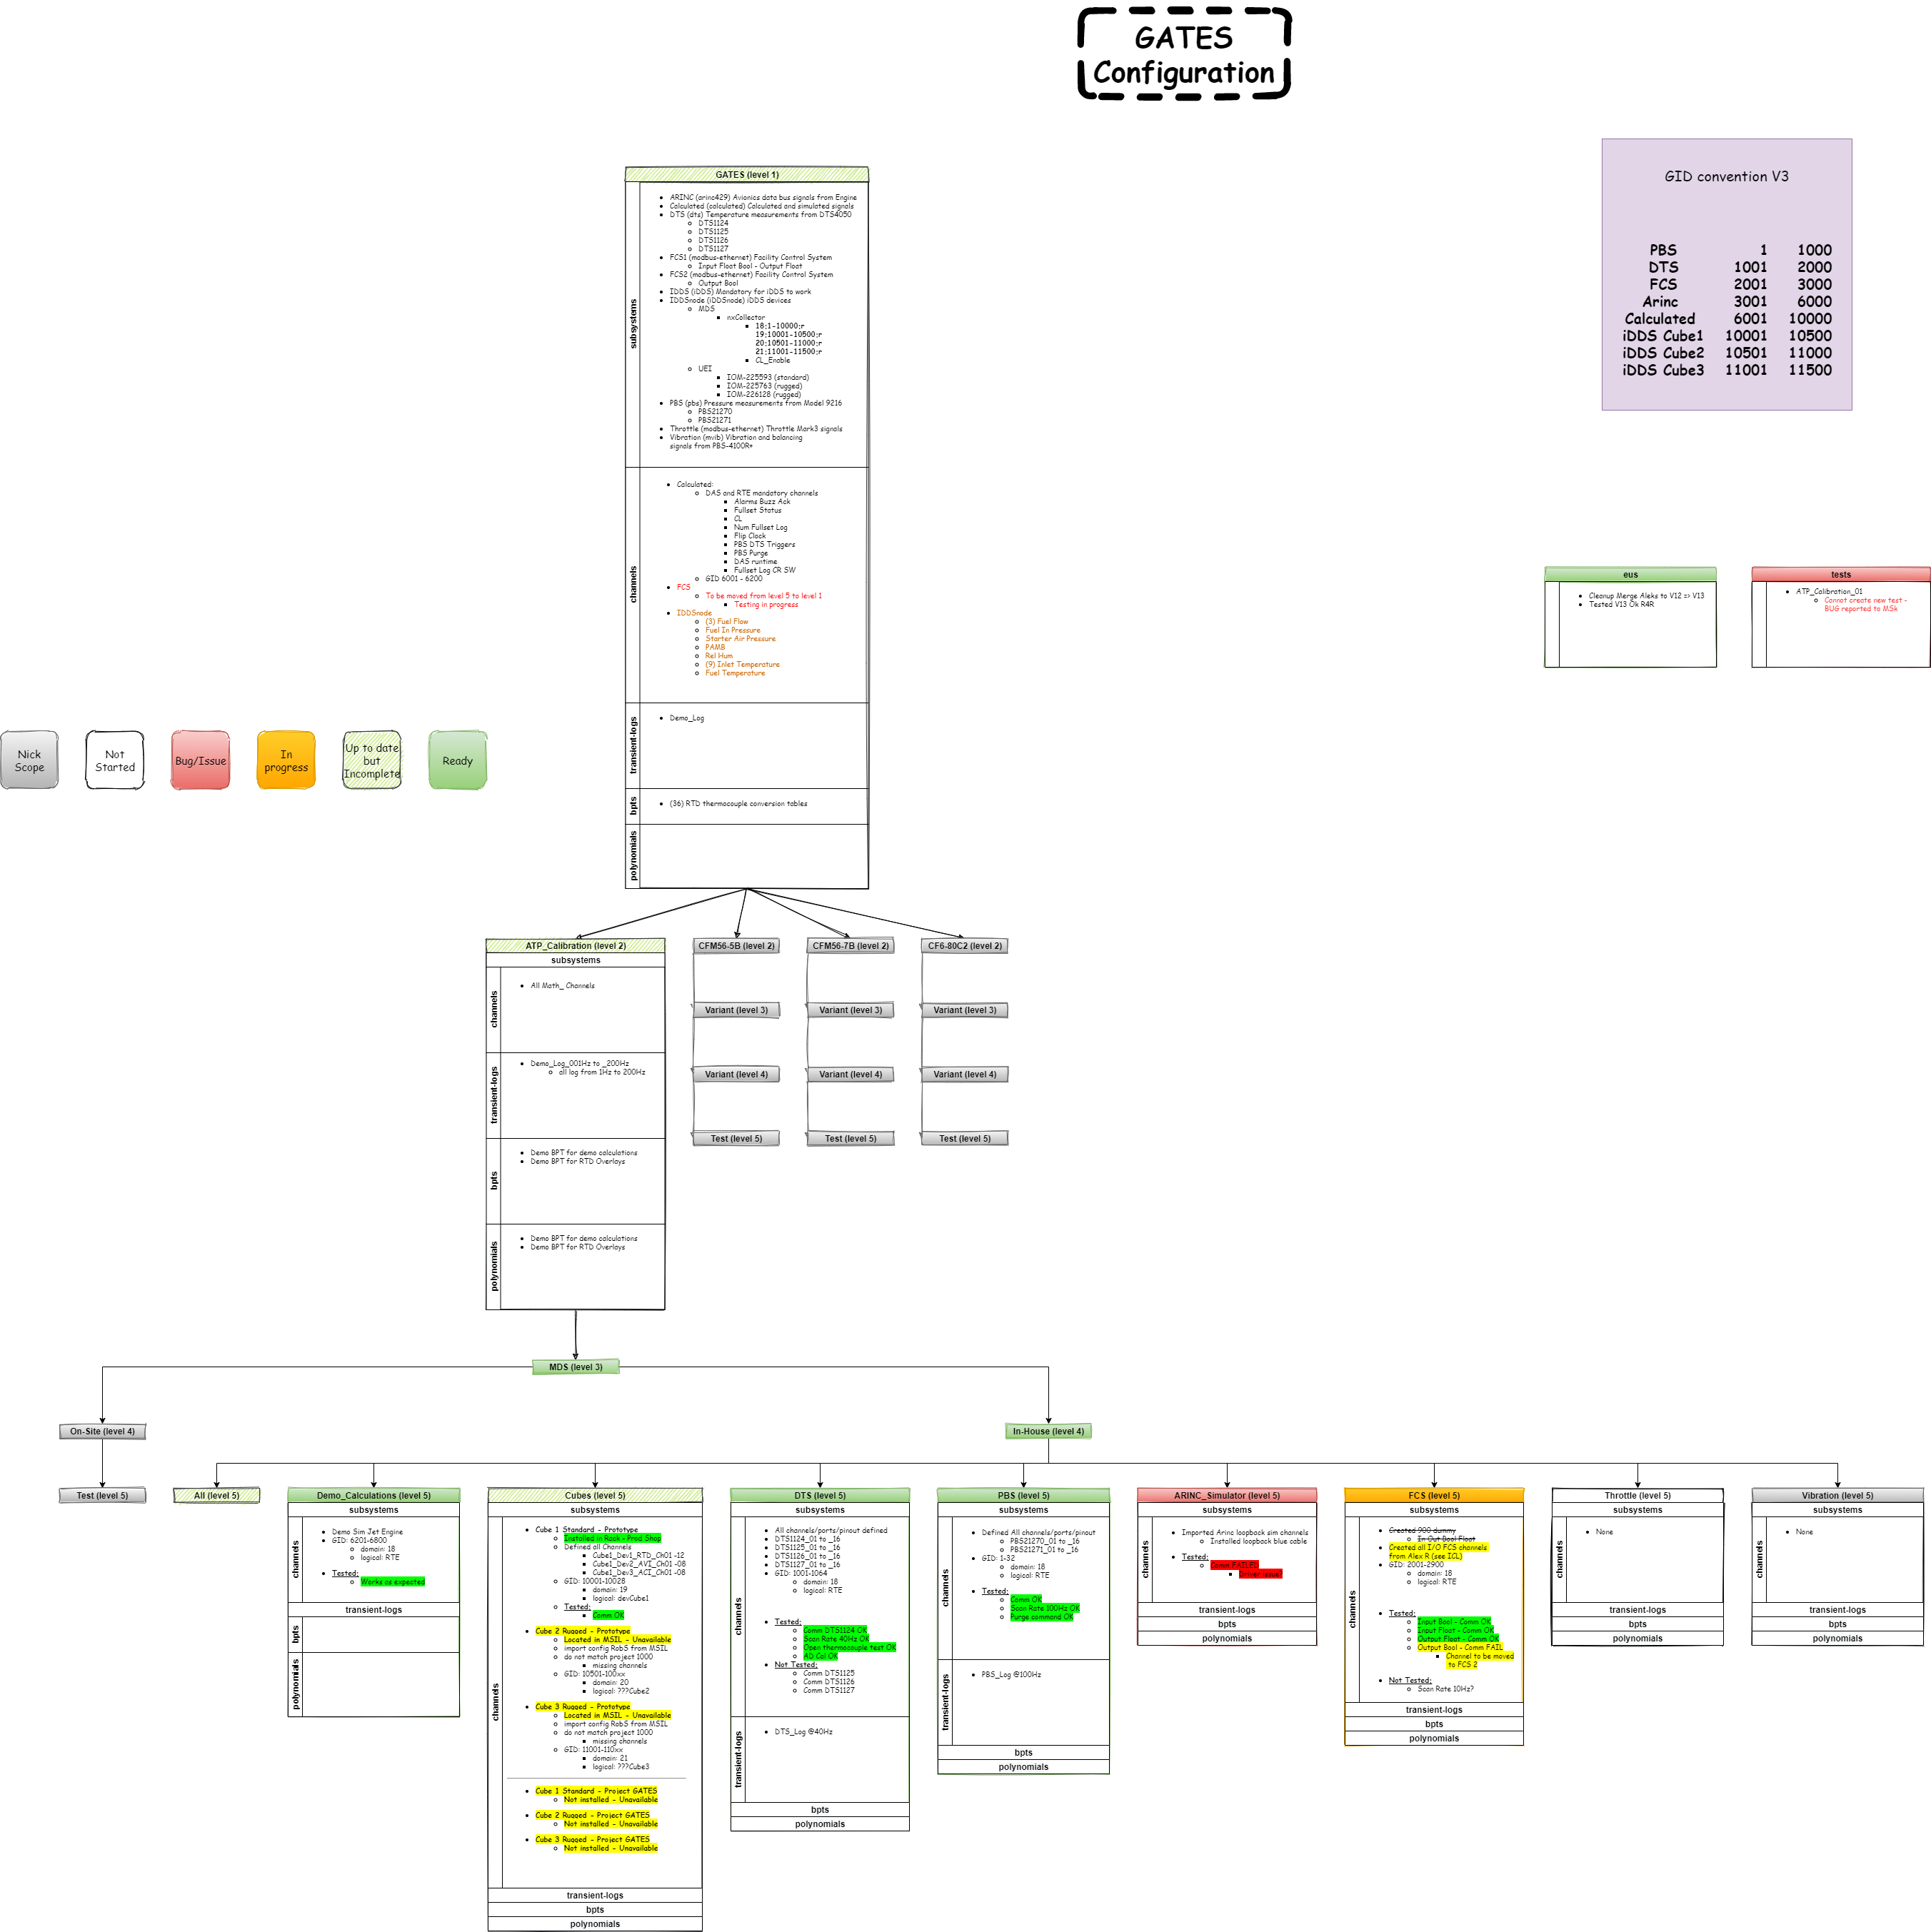 GATES
Configuration
GID convention V3
PBS 1 1000
DTS 1001 2000
FCS 2001 3000
Arinc 3001 6000
Calculated 6001 10000
iDDS Cube1 10001 10500
iDDS Cube2 10501 11000
iDDS Cube3 11001 11500
GATES (level 1)
subsystems
ARINC (arinc429) Avionics data bus signals from Engine
Calculated (calculated) Calculated and simulated signals
DTS (dts) Temperature measurements from DTS4050
DTS1124
DTS1125
DTS1126
DTS1127
FCS1 (modbus-ethernet) Facility Control System
Input Float Bool - Output Float
FCS2 (modbus-ethernet) Facility Control System
Output Bool
IDDS (iDDS) Mandatory for iDDS to work
IDDSnode (iDDSnode) iDDS devices
MDS
nxCollector
18;1-10000;r
19;10001-10500;r
20;10501-11000;r
21;11001-11500;r
CL_Enable
UEI
IOM-225593 (standard)
IOM-225763 (rugged)
IOM-226128 (rugged)
PBS (pbs) Pressure measurements from Model 9216
PBS21270
PBS21271
Throttle (modbus-ethernet) Throttle Mark3 signals
Vibration (mvib) Vibration and balancing
signals from PBS-4100R+
channels
Calculated:
DAS and RTE mandatory channels
Alarms Buzz Ack
Fullset Status
CL
Num Fullset Log
Flip Clock
PBS DTS Triggers
PBS Purge
DAS runtime
Fullset Log CR SW
GID 6001 - 6200
FCS
To be moved from level 5 to level 1
Testing in progress
IDDSnode
(3) Fuel Flow
Fuel In Pressure
Starter Air Pressure
PAMB
Rel Hum
(9) Inlet Temperature
Fuel Temperature
transient-logs
Demo_Log
bpts
(36) RTD thermocouple conversion tables
polynomials
eus
Cleanup Merge Aleks to V12 => V13
Tested V13 Ok R4R
tests
ATP_Calibration_01
Cannot create new test -
BUG reported to MSk
Nick
Scope
Not
Started
Bug/Issue
In
progress
Up to date
but
Incomplete
Ready
ATP_Calibration (level 2)
subsystems
channels
All Math_ Channels
transient-logs
Demo_Log_001Hz to _200Hz
all log from 1Hz to 200Hz
bpts
Demo BPT for demo calculations
Demo BPT for RTD Overlays
polynomials
Demo BPT for demo calculations
Demo BPT for RTD Overlays
CFM56-5B (level 2)
CFM56-7B (level 2)
CF6-80C2 (level 2)
Variant (level 3)
Variant (level 3)
Variant (level 3)
Variant (level 4)
Variant (level 4)
Variant (level 4)
Test (level 5)
Test (level 5)
Test (level 5)
MDS (level 3)
On-Site (level 4)
In-House (level 4)
Test (level 5)
All (level 5)
Demo_Calculations (level 5)
subsystems
channels
Demo Sim Jet Engine
GID: 6201-6800
domain: 18
logical: RTE
Tested:
Works as expected
transient-logs
bpts
polynomials
Cubes (level 5)
subsystems
channels
Cube 1 Standard - Prototype
Installed in Rack - Prod Shop
Defined all Channels
Cube1_Dev1_RTD_Ch01 -12
Cube1_Dev2_AVI_Ch01 -08
Cube1_Dev3_ACI_Ch01 -08
GID: 10001-10028
domain: 19
logical: devCube1
Tested:
Comm OK
Cube 2 Rugged - Prototype
Located in MSIL - Unavailable
import config RobS from MSIL
do not match project 1000
missing channels
GID: 10501-100xx
domain: 20
logical: ???Cube2
Cube 3 Rugged - Prototype
Located in MSIL - Unavailable
import config RobS from MSIL
do not match project 1000
missing channels
GID: 11001-110xx
domain: 21
logical: ???Cube3
Cube 1 Standard - Project GATES
Not installed - Unavailable
Cube 2 Rugged - Project GATES
Not installed - Unavailable
Cube 3 Rugged - Project GATES
Not installed - Unavailable
transient-logs
bpts
polynomials
DTS (level 5)
subsystems
channels
All channels/ports/pinout defined
DTS1124_01 to _16
DTS1125_01 to _16
DTS1126_01 to _16
DTS1127_01 to _16
GID: 1001-1064
domain: 18
logical: RTE
Tested:
Comm DTS1124 OK
Scan Rate 40Hz OK
Open thermocouple test OK
AD Cal OK
Not Tested:
Comm DTS1125
Comm DTS1126
Comm DTS1127
transient-logs
DTS_Log @40Hz
bpts
polynomials
PBS (level 5)
subsystems
channels
Defined All channels/ports/pinout
PBS21270_01 to _16
PBS21271_01 to _16
GID: 1-32
domain: 18
logical: RTE
Tested:
Comm OK
Scan Rate 100Hz OK
Purge command OK
transient-logs
PBS_Log @100Hz
bpts
polynomials
ARINC_Simulator (level 5)
subsystems
channels
Imported Arinc loopback sim channels
Installed loopback blue cable
Tested:
Comm FAILED
Driver issue?
transient-logs
bpts
polynomials
FCS (level 5)
subsystems
channels
Created 900 dummy
In Out Bool Float
Created all I/O FCS channels
from Alex R (see ICL)
GID: 2001-2900
domain: 18
logical: RTE
Tested:
Input Bool - Comm OK
Input Float - Comm OK
Output Float - Comm OK
Output Bool - Comm FAIL
Channel to be moved
to FCS 2
Not Tested:
Scan Rate 10Hz?
transient-logs
bpts
polynomials
Throttle (level 5)
subsystems
channels
None
transient-logs
bpts
polynomials
Vibration (level 5)
subsystems
channels
None
transient-logs
bpts
polynomials